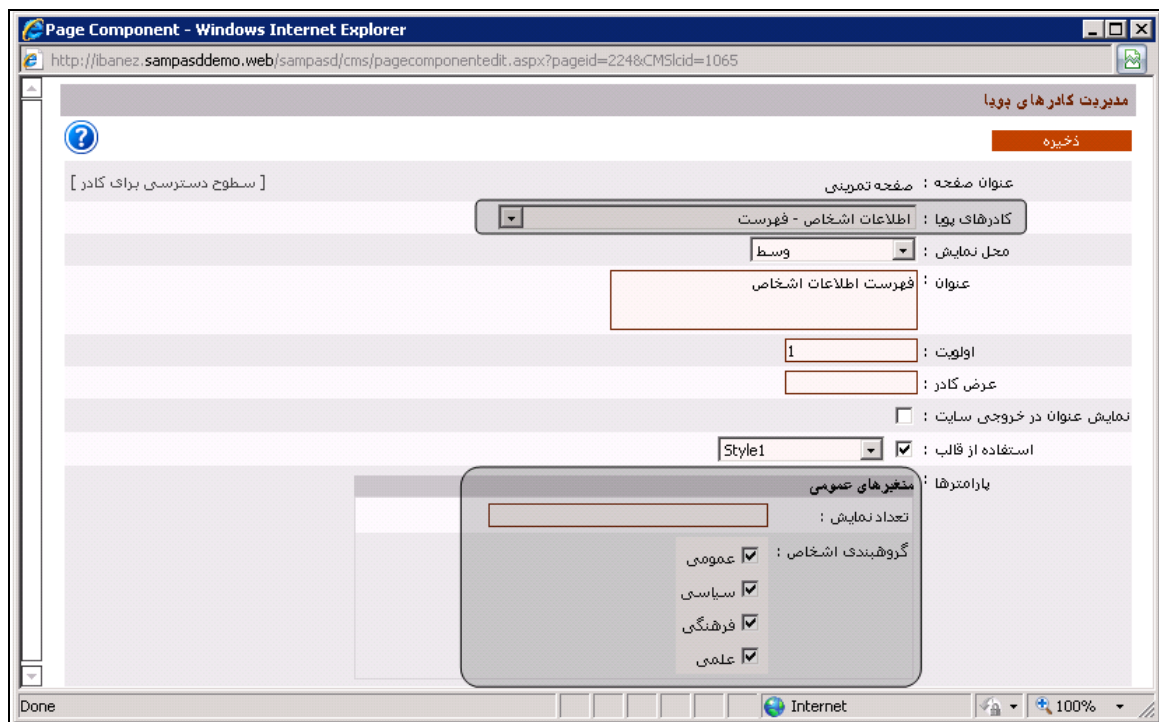 Page Component - Windows Internet Explorer
http://ibanez.sampasddemo.web/sampasd/cms/pagecomponentedit.aspx?pageid=224&CMSlcid=1065
مدیریت کادرهای پویا
ذخیره
عنوان صفحه : صفحه تمرینی [ سطوح دسترسی برای کادر ]
کادرهای پویا : اطلاعات اشخاص - فهرست
محل نمایش : وسط
عنوان : فهرست اطلاعات اشخاص
اولویت : 1
عرض کادر :
نمایش عنوان در خروجی سایت :
استفاده از قالب : Style1
پارامترها : متغیرهای عمومی
تعداد نمایش :
گروهبندی اشخاص : عمومی
سیاسی
فرهنگی
علمی
Done Internet 100%